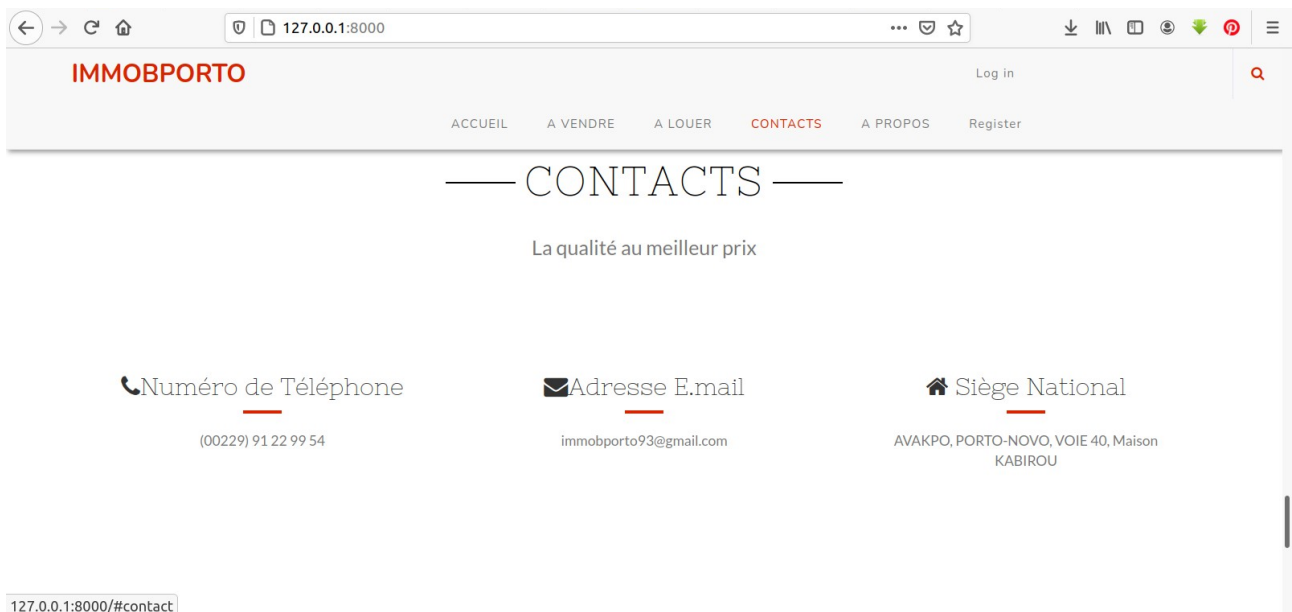 127.0.0.1:8000
IMMOBPORTO
Log in
ACCUEIL A VENDRE A LOUER CONTACTS A PROPOS Register
CONTACTS
La qualité au meilleur prix
Numéro de Téléphone
(00229) 91 22 99 54
Adresse E.mail
immobporto93@gmail.com
Siège National
AVAKPO, PORTO-NOVO, VOIE 40, Maison
KABIROU
127.0.0.1:8000/#contact